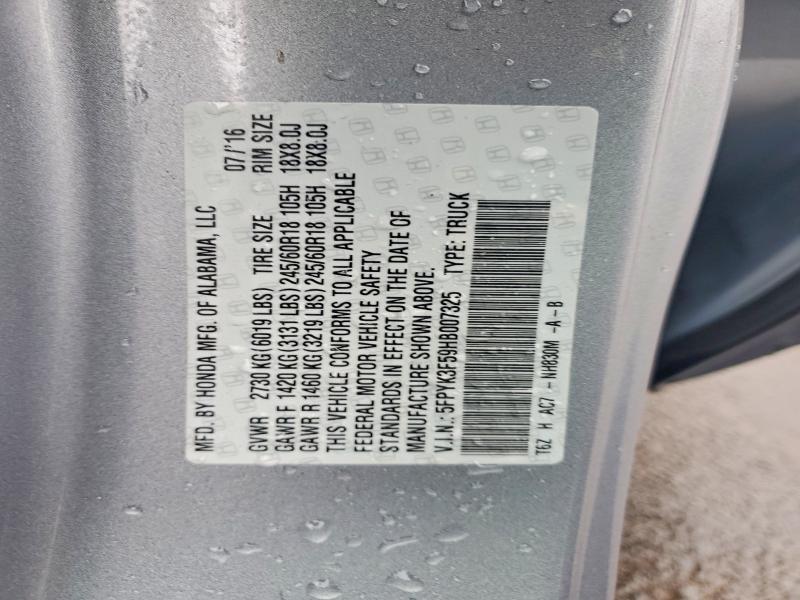 MFD. BY HONDA MFG. OF ALABAMA, LLC 07/'16
GVWR 2730 KG (6019 LBS) TIRE SIZE RIM SIZE
GAWR F 1420 KG (3131 LBS) 245/60R18 105H 18X8.0J
GAWR R 1460 KG (3219 LBS) 245/60R18 105H 18X8.0J
THIS VEHICLE CONFORMS TO ALL APPLICABLE
FEDERAL MOTOR VEHICLE SAFETY
STANDARDS IN EFFECT ON THE DATE OF
MANUFACTURE SHOWN ABOVE.
V.I.N.: 5FPYK3F59HB007325 TYPE: TRUCK
T6Z H AC7 - NH830M -A-B